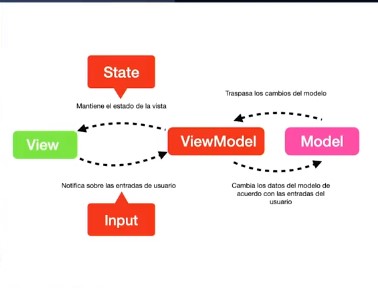 State
Mantiene el estado de la vista
Traspasa los cambios del modelo
View
ViewModel
Model
Notifica sobre las entradas de usuario
Cambia los datos del modelo de
acuerdo con las entradas del
usuario
Input